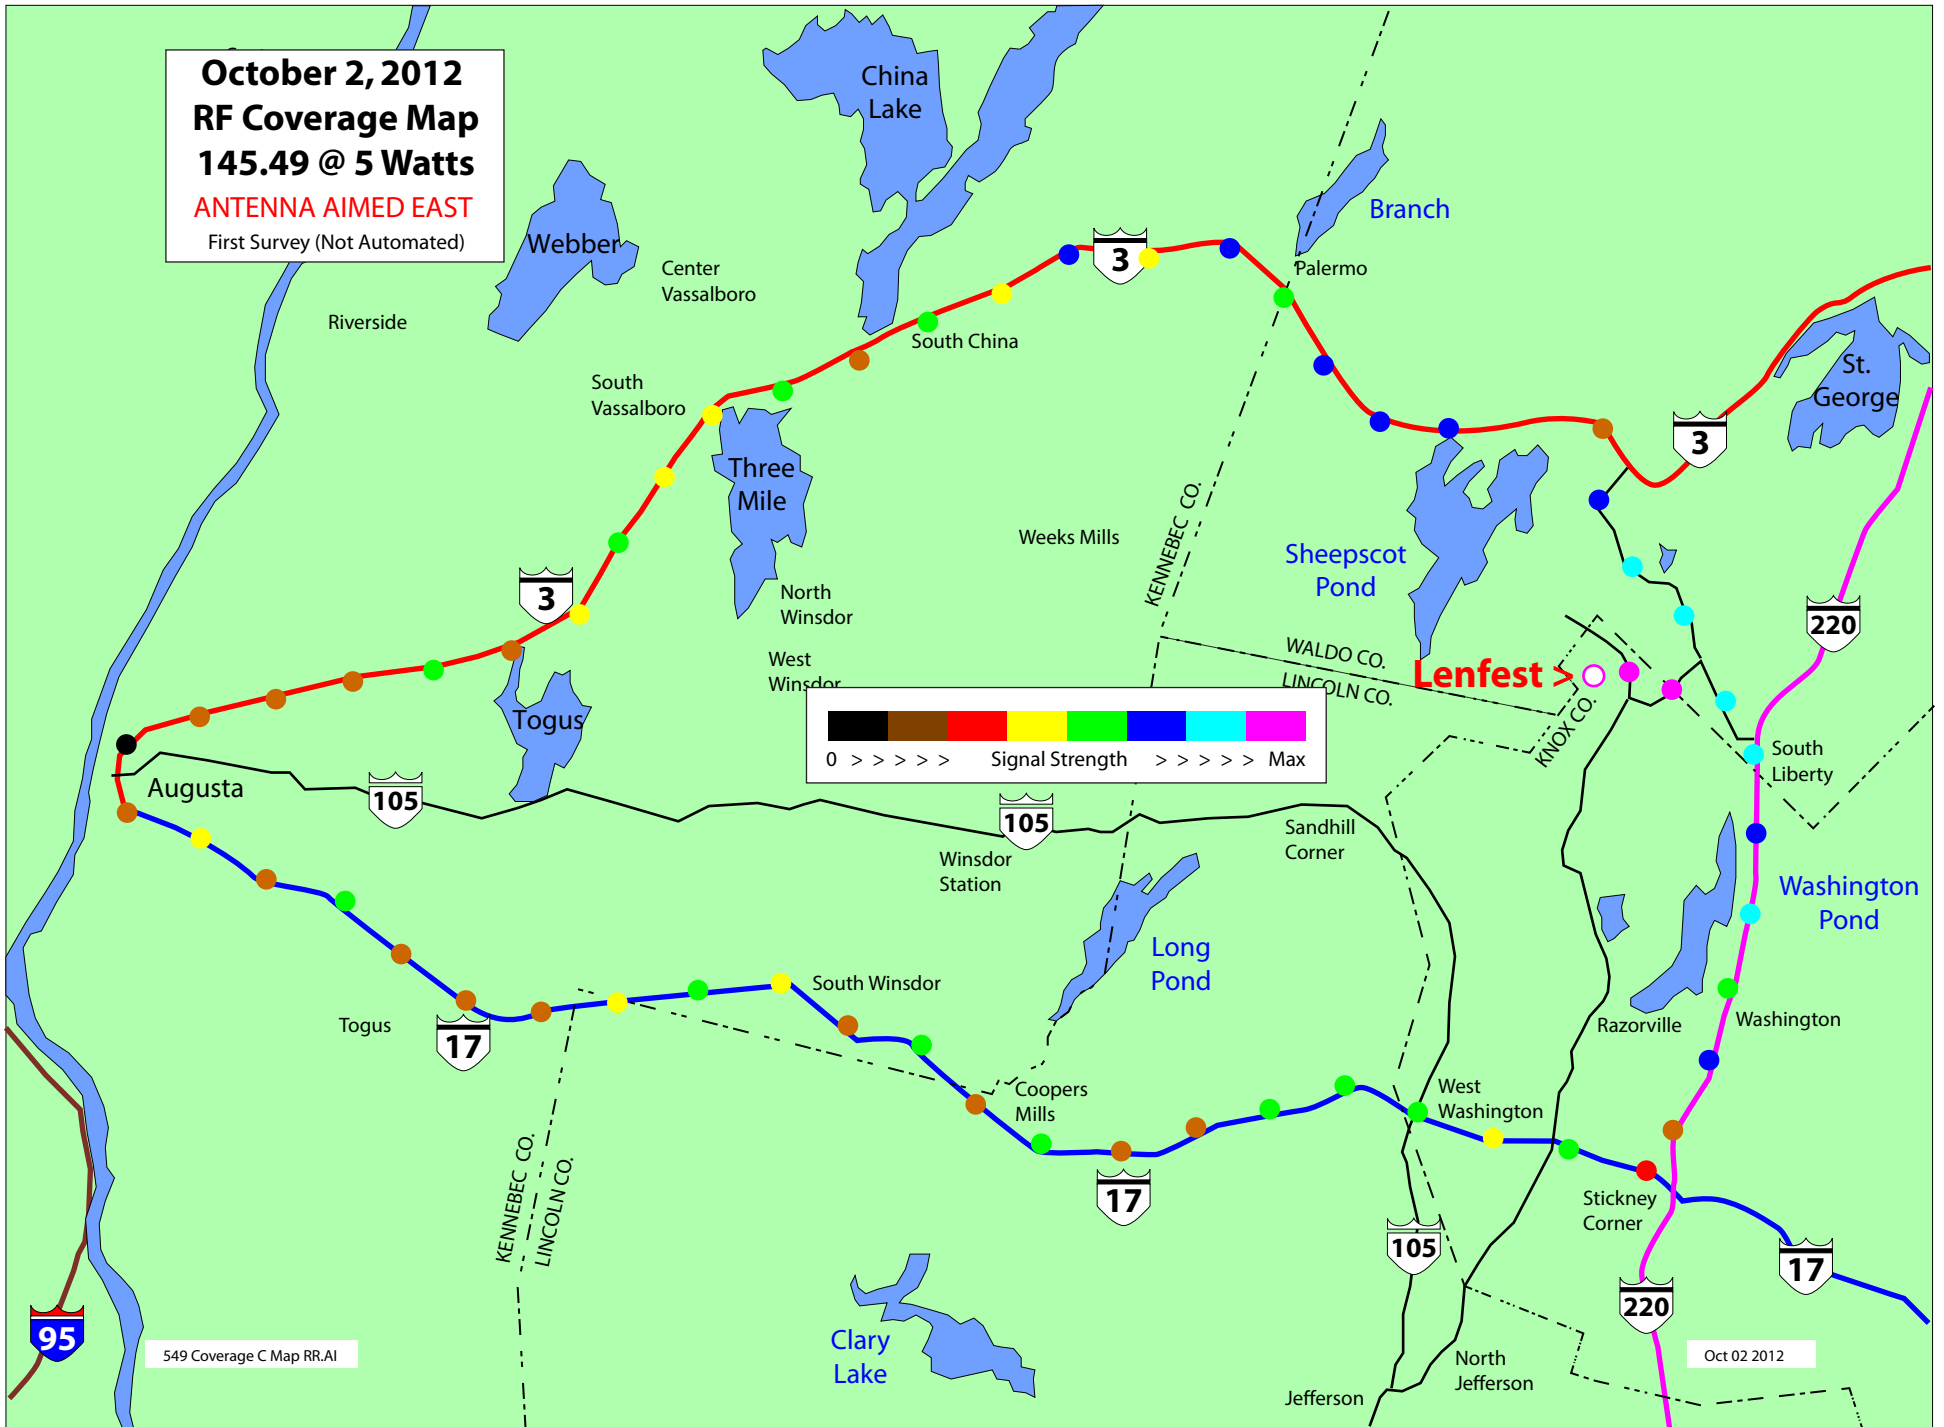 October 2, 2012
RF Coverage Map
145.49 @ 5 Watts
ANTENNA AIMED EAST
First Survey (Not Automated)
China
Lake
Branch
Webber
3
Palermo
Center
Vassalboro
Riverside
South China
St.
George
South
Vassalboro
3
Three
Mile
Weeks Mills
KENNEBEC CO.
Sheepscot
Pond
3
North
Winsdor
220
West
Winsdor
WALDO CO.
LINCOLN CO.
Lenfest >
KNOX CO.
Togus
0 > > > > > Signal Strength > > > > > Max
South
Liberty
Augusta
105
105
Sandhill
Corner
Winsdor
Station
Washington
Pond
Long
Pond
South Winsdor
Togus
17
Razorville
Washington
Coopers
Mills
West
Washington
KENNEBEC CO.
LINCOLN CO.
17
Stickney
Corner
105
17
220
95
549 Coverage C Map RR.AI
Clary
Lake
North
Jefferson
Jefferson
Oct 02 2012